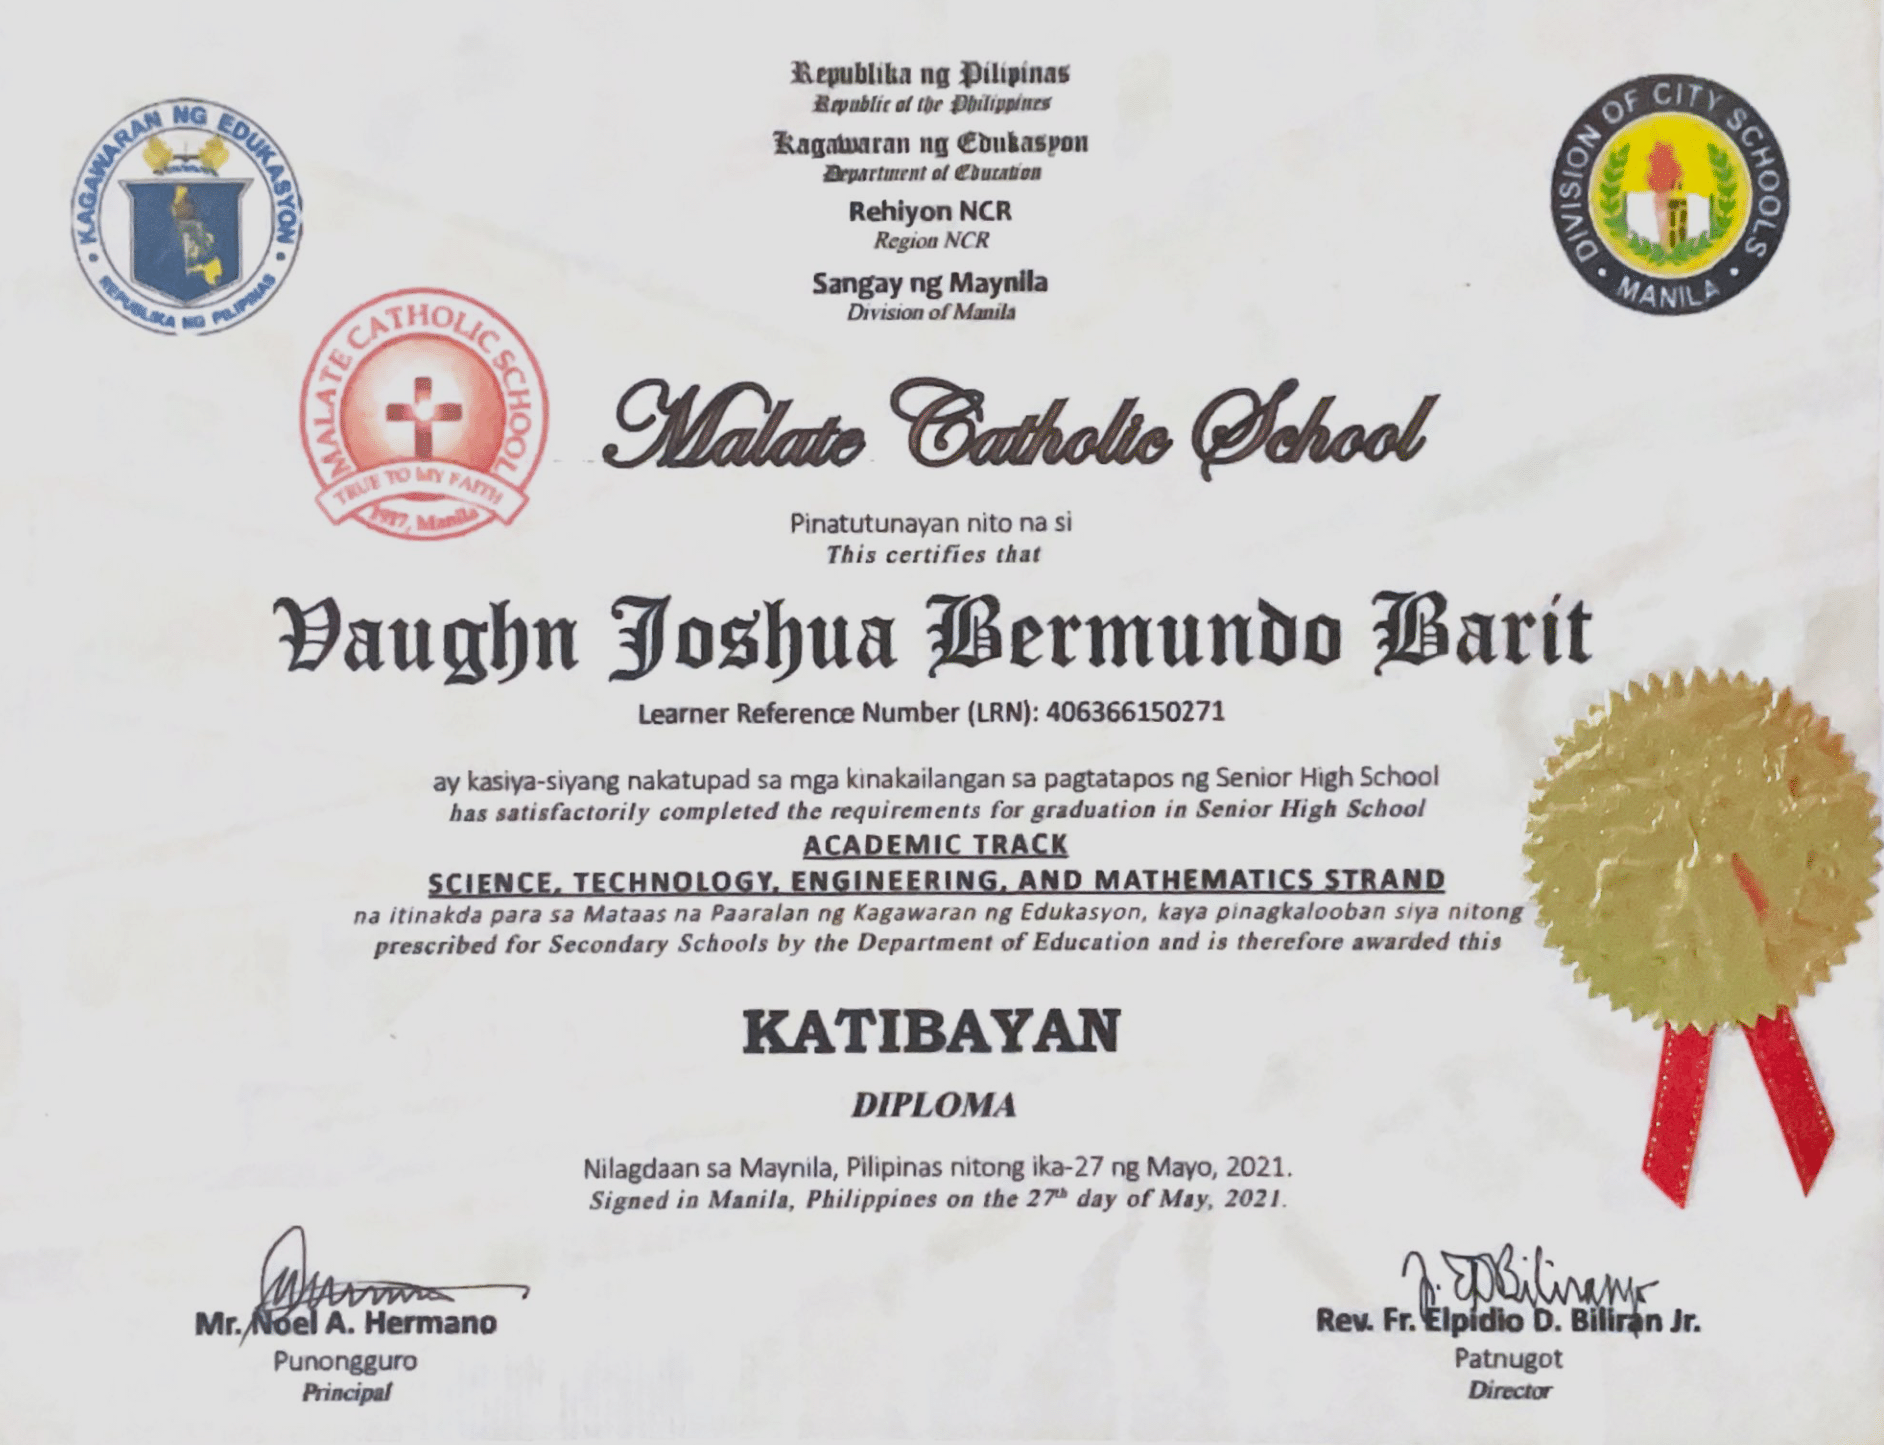 Republika ng Pilipinas
Republic of the Philippines
Kagawaran ng Edukasyon
Department of Education
Rehiyon NCR
Region NCR
Sangay ng Maynila
Division of Manila
KAGAWARAN NG EDUKASYON
REPUBLIKA NG PILIPINAS
DIVISION OF CITY SCHOOLS
MANILA
MALATE CATHOLIC SCHOOL
TRUE TO MY FAITH
1917, Manila
Malate Catholic School
Pinatutunayan nito na si
This certifies that
Vaughn Joshua Bermundo Barit
Learner Reference Number (LRN): 406366150271
ay kasiya-siyang nakatupad sa mga kinakailangan sa pagtatapos ng Senior High School
has satisfactorily completed the requirements for graduation in Senior High School
ACADEMIC TRACK
SCIENCE, TECHNOLOGY, ENGINEERING, AND MATHEMATICS STRAND
na itinakda para sa Mataas na Paaralan ng Kagawaran ng Edukasyon, kaya pinagkalooban siya nitong
prescribed for Secondary Schools by the Department of Education and is therefore awarded this
KATIBAYAN
DIPLOMA
Nilagdaan sa Maynila, Pilipinas nitong ika-27 ng Mayo, 2021.
Signed in Manila, Philippines on the 27th day of May, 2021.
Mr. Noel A. Hermano
Punongguro
Principal
Rev. Fr. Elpidio D. Biliran Jr.
Patnugot
Director